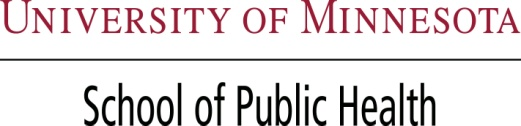 UNIVERSITY OF MINNESOTA
School of Public Health